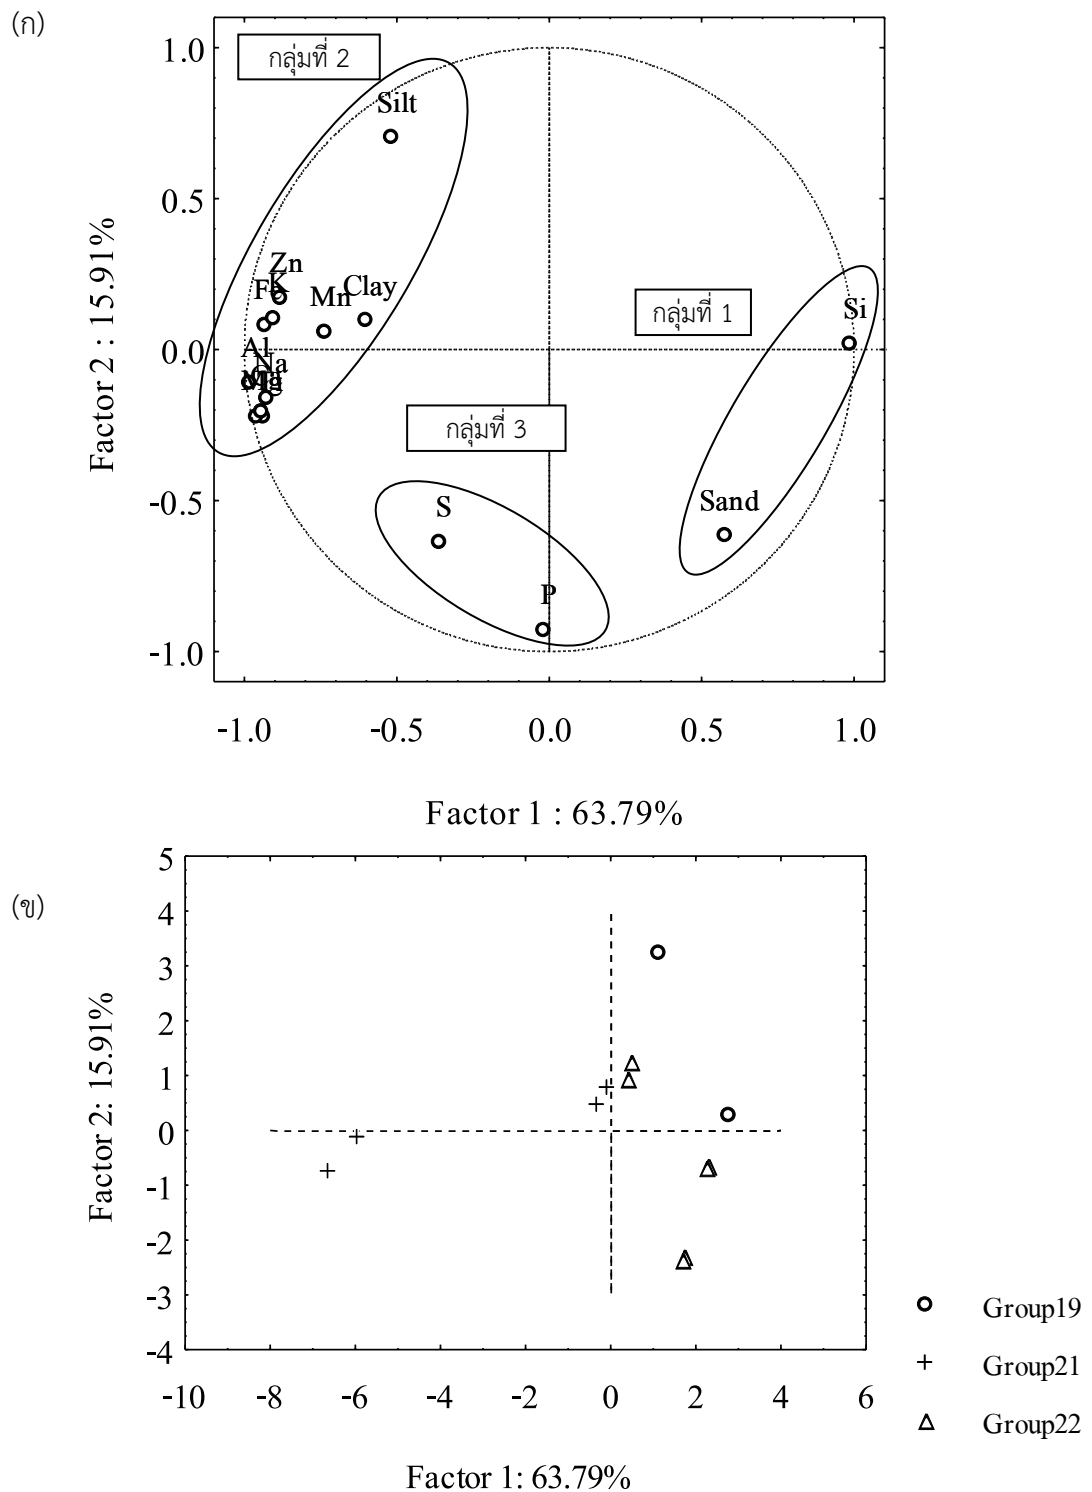 (ก)
กลุ่มที่ 2
1.0
Silt
0.5
Zn
K
Mn
Clay
กลุ่มที่ 1
Si
0.0
Al
Na
กลุ่มที่ 3
-0.5
S
Sand
P
-1.0
-1.0 -0.5 0.0 0.5 1.0
Factor 2 : 15.91%
Factor 1 : 63.79%
(ข)
5
4
3
2
1
0
-1
-2
-3
-4
-10 -8 -6 -4 -2 0 2 4 6
Factor 2: 15.91%
Factor 1: 63.79%
Group19
Group21
Group22